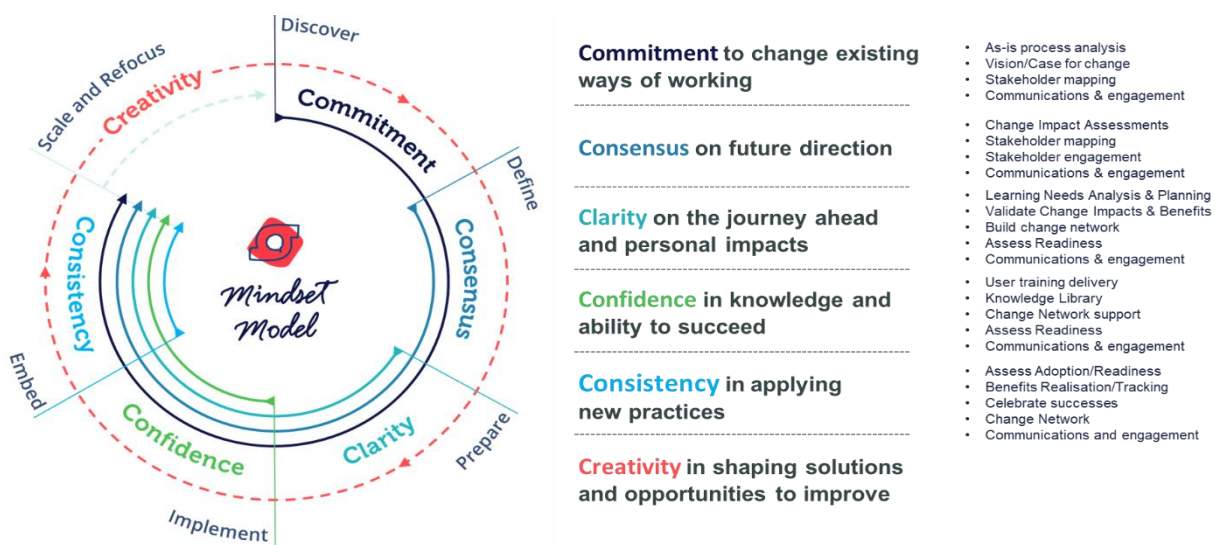 Discover
Scale and Refocus
Creativity
Commitment
Define
Consensus
Consistency
Mindset
Model
Embed
Confidence
Clarity
Prepare
Implement
Commitment to change existing
ways of working
Consensus on future direction
Clarity on the journey ahead
and personal impacts
Confidence in knowledge and
ability to succeed
Consistency in applying
new practices
Creativity in shaping solutions
and opportunities to improve
• As-is process analysis
• Vision/Case for change
• Stakeholder mapping
• Communications & engagement
• Change Impact Assessments
• Stakeholder mapping
• Stakeholder engagement
• Communications & engagement
• Learning Needs Analysis & Planning
• Validate Change Impacts & Benefits
• Build change network
• Assess Readiness
• Communications & engagement
• User training delivery
• Knowledge Library
• Change Network support
• Assess Readiness
• Communications & engagement
• Assess Adoption/Readiness
• Benefits Realisation/Tracking
• Celebrate successes
• Change Network
• Communications and engagement